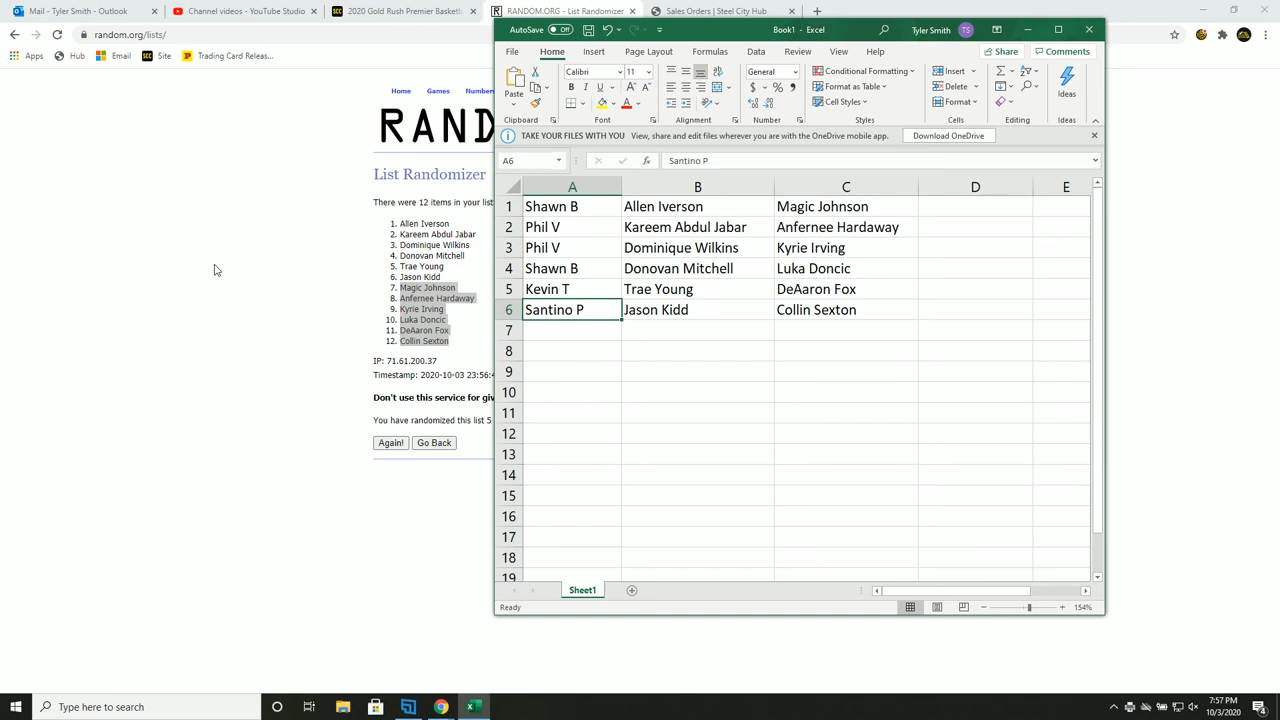 Mail - Tyler Smith - Outlook
Channel videos - YouTube Studio
2020 Gold Rush Premier Basketb
RANDOM.ORG - List Randomizer
Sales Orders | Steel City Hub
random.org/lists/
Apps
Hub
Email
Site
Trading Card Releas...
Home
Games
Numbers
RAND
List Randomizer
There were 12 items in your list
1. Allen Iverson
2. Kareem Abdul Jabar
3. Dominique Wilkins
4. Donovan Mitchell
5. Trae Young
6. Jason Kidd
7. Magic Johnson
8. Anfernee Hardaway
9. Kyrie Irving
10. Luka Doncic
11. DeAaron Fox
12. Collin Sexton
IP: 71.61.200.37
Timestamp: 2020-10-03 23:56:4
Don't use this service for giv
You have randomized this list 5
Again!
Go Back
AutoSave Off
Book1 - Excel
Tyler Smith
TS
File Home Insert Page Layout Formulas Data Review View Help
Share
Comments
Paste
Calibri 11
General
Conditional Formatting
Format as Table
Cell Styles
Insert
Delete
Format
Ideas
Clipboard Font Alignment Number Styles Cells Editing Ideas
TAKE YOUR FILES WITH YOU View, share and edit files wherever you are with the OneDrive mobile app.
Download OneDrive
A6
Santino P
A B C D E
1 Shawn B Allen Iverson Magic Johnson
2 Phil V Kareem Abdul Jabar Anfernee Hardaway
3 Phil V Dominique Wilkins Kyrie Irving
4 Shawn B Donovan Mitchell Luka Doncic
5 Kevin T Trae Young DeAaron Fox
6 Santino P Jason Kidd Collin Sexton
7
8
9
10
11
12
13
14
15
16
17
18
19
Sheet1
Ready
154%
Type here to search
7:57 PM
10/3/2020
4